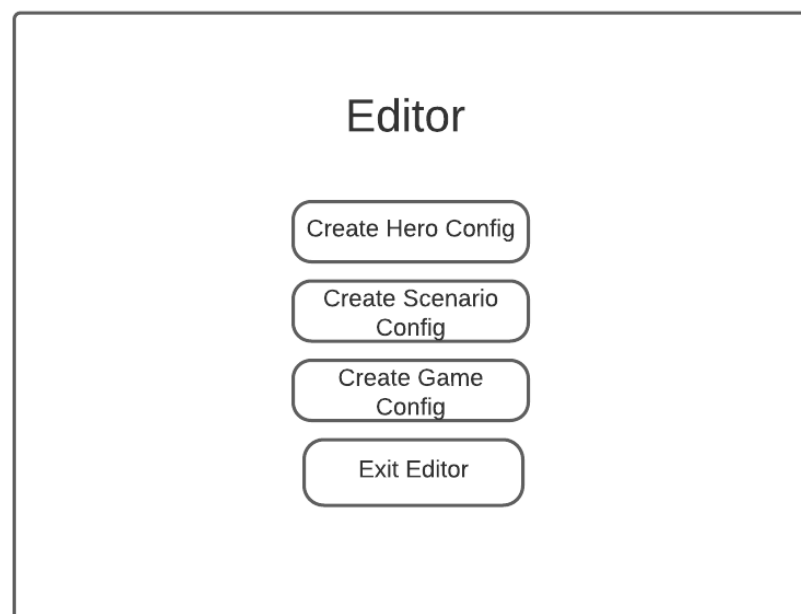 Editor
Create Hero Config
Create Scenario
Config
Create Game
Config
Exit Editor